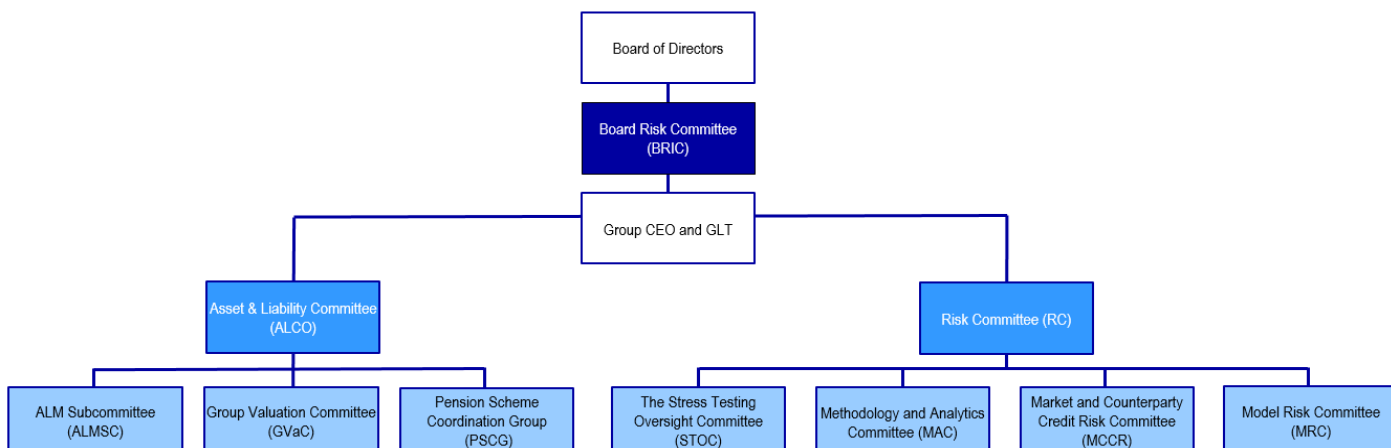 Board of Directors
Board Risk Committee
(BRIC)
Group CEO and GLT
Asset & Liability Committee
(ALCO)
Risk Committee (RC)
ALM Subcommittee
(ALMSC)
Group Valuation Committee
(GVaC)
Pension Scheme
Coordination Group
(PSCG)
The Stress Testing
Oversight Committee
(STOC)
Methodology and Analytics
Committee (MAC)
Market and Counterparty
Credit Risk Committee
(MCCR)
Model Risk Committee
(MRC)